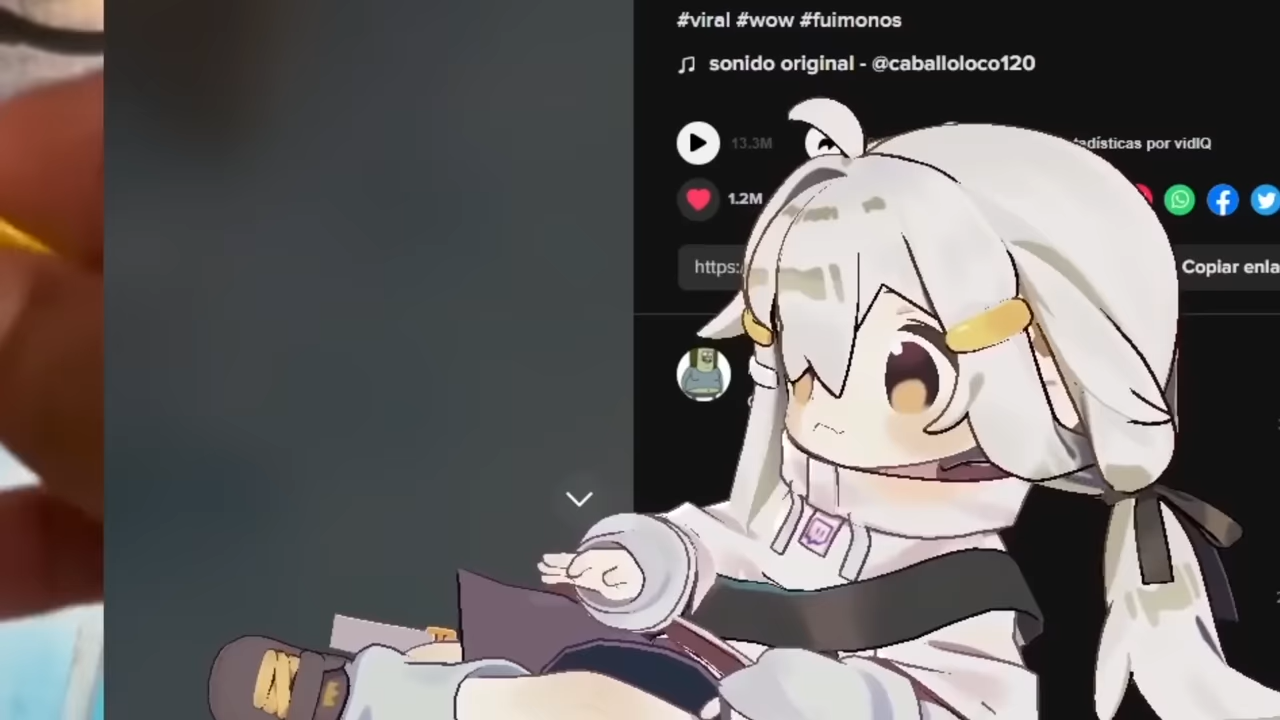 #viral #wow #fuimonos
sonido original - @caballoloco120
13.3M
adísticas por vidIQ
1.2M
https:
Copiar enla